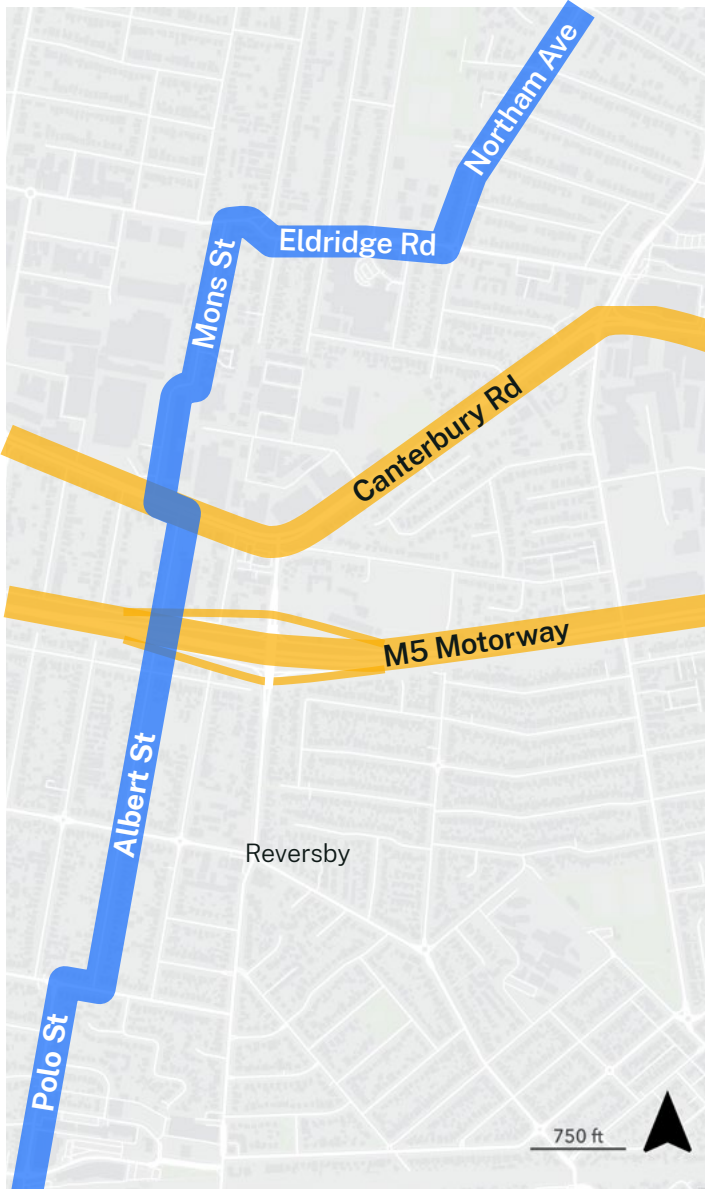 Northam Ave
Eldridge Rd
Mons St
Canterbury Rd
M5 Motorway
Albert St
Reversby
Polo St
750 ft